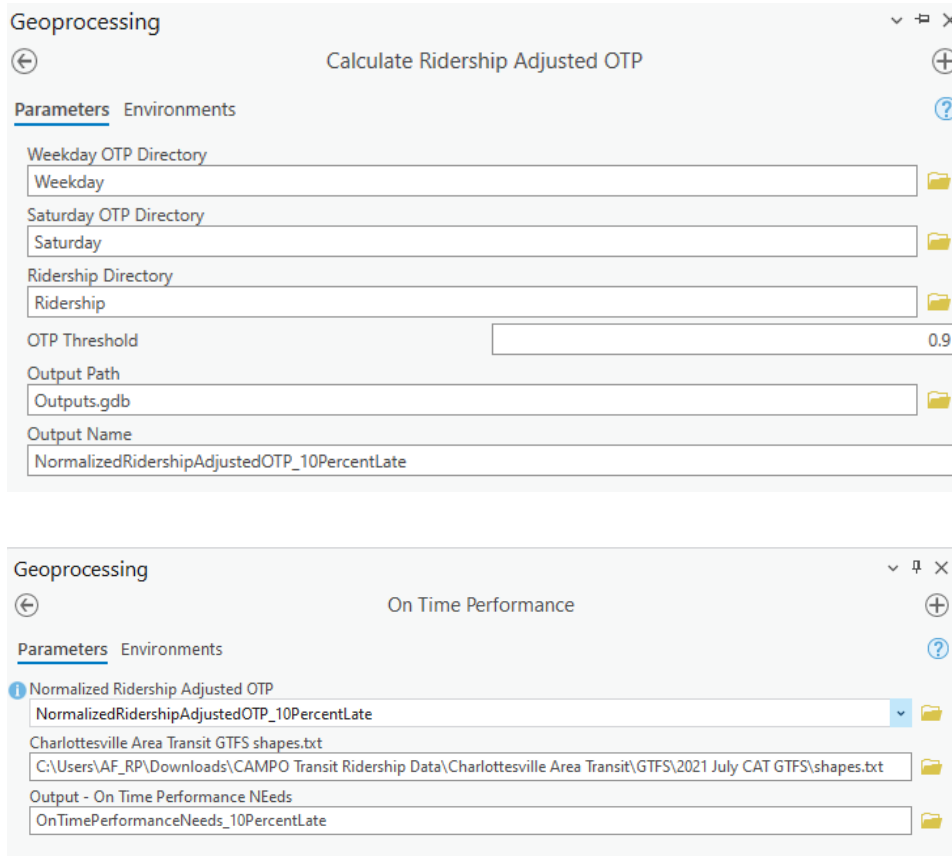 Geoprocessing
Calculate Ridership Adjusted OTP
Parameters Environments
Weekday OTP Directory
Weekday
Saturday OTP Directory
Saturday
Ridership Directory
Ridership
OTP Threshold 0.9
Output Path
Outputs.gdb
Output Name
NormalizedRidershipAdjustedOTP_10PercentLate
Geoprocessing
On Time Performance
Parameters Environments
Normalized Ridership Adjusted OTP
NormalizedRidershipAdjustedOTP_10PercentLate
Charlottesville Area Transit GTFS shapes.txt
C:\Users\AF_RP\Downloads\CAMPO Transit Ridership Data\Charlottesville Area Transit\GTFS\2021 July CAT GTFS\shapes.txt
Output - On Time Performance NEeds
OnTimePerformanceNeeds_10PercentLate